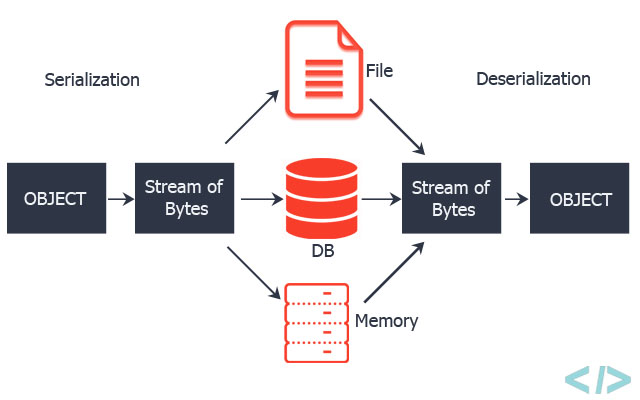 Serialization
File
Deserialization
OBJECT
Stream of
Bytes
DB
Stream of
Bytes
OBJECT
Memory
</>